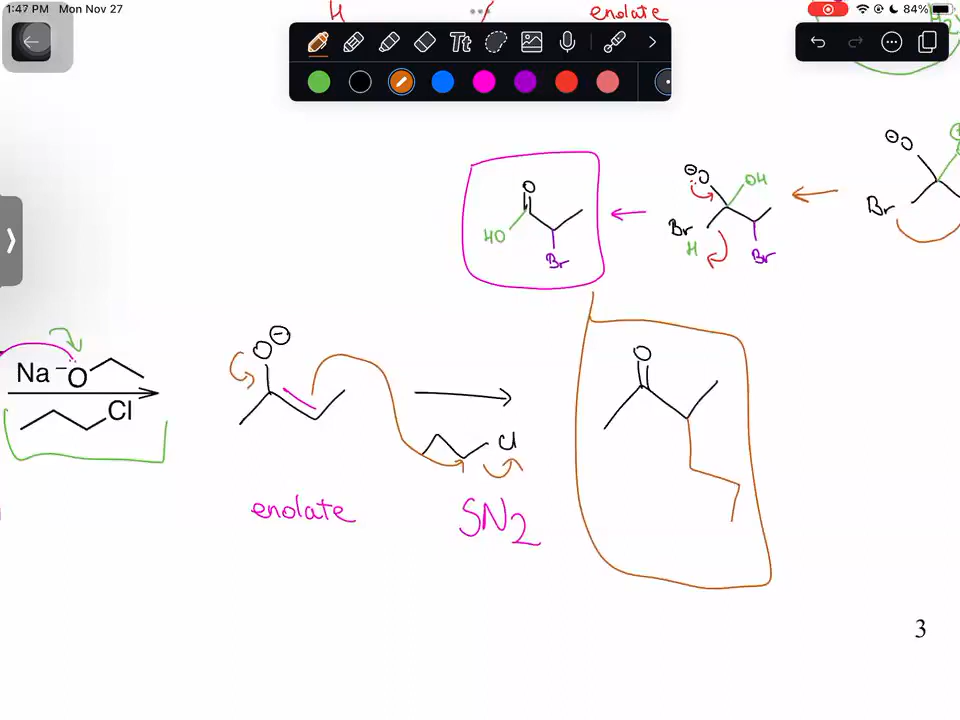 1:47 PM Mon Nov 27
84%
H
enolate
Tt
O
HO
Br
⊖O
OH
Br
H
Br
⊖O
Br
Na ⁻O
Cl
O⊖
Cl
O
enolate
SN2
3